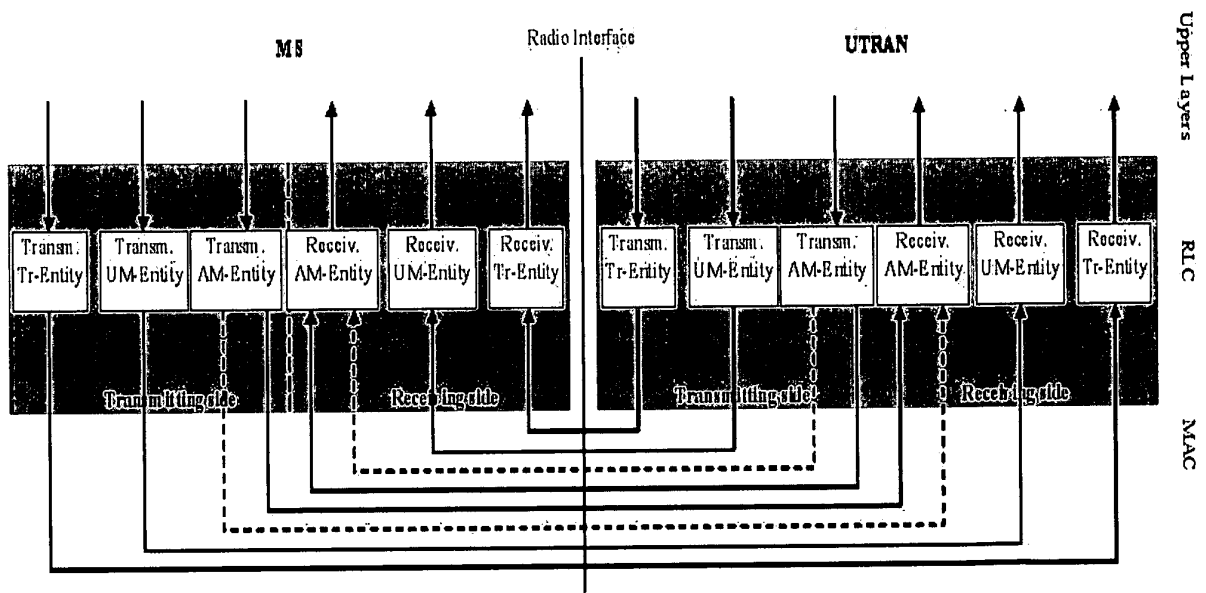 MS
Radio Interface
UTRAN
Upper Layers
Transm.
Tr-Entity
Transm.
UM-Entity
Transm.
AM-Entity
Receiv.
AM-Entity
Receiv.
UM-Entity
Receiv.
Tr-Entity
Transm.
Tr-Entity
Transm.
UM-Entity
Transm.
AM-Entity
Receiv.
AM-Entity
Receiv.
UM-Entity
Receiv.
Tr-Entity
RLC
Transmitting side
Receiving side
Transmitting side
Receiving side
MAC